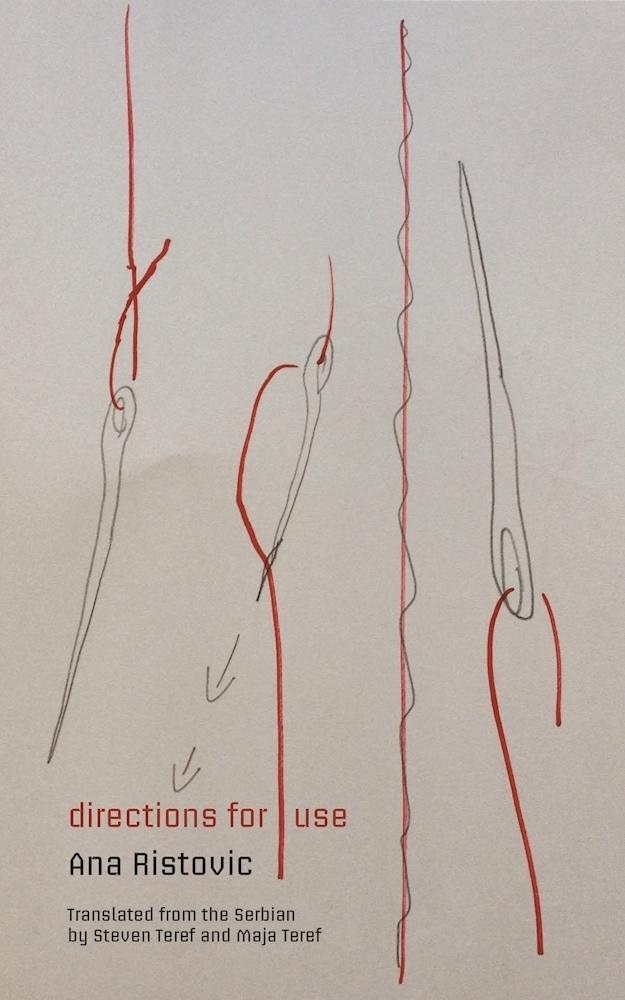 directions for use
Ana Ristovic
Translated from the Serbian
by Steven Teref and Maja Teref